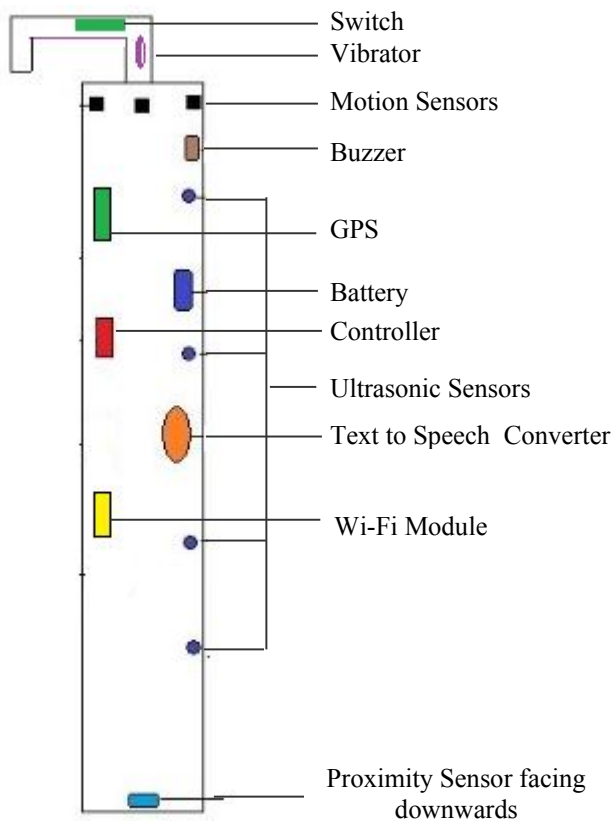 Switch
Vibrator
Motion Sensors
Buzzer
GPS
Battery
Controller
Ultrasonic Sensors
Text to Speech Converter
Wi-Fi Module
Proximity Sensor facing
downwards